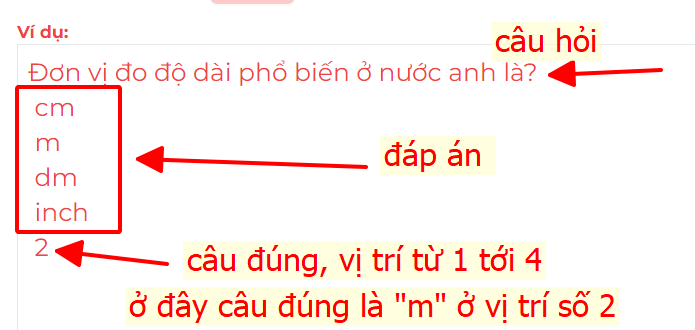 Ví dụ:
câu hỏi
Đơn vị đo độ dài phổ biến ở nước anh là?
cm
m
đáp án
dm
inch
2
câu đúng, vị trí từ 1 tới 4
ở đây câu đúng là "m" ở vị trí số 2